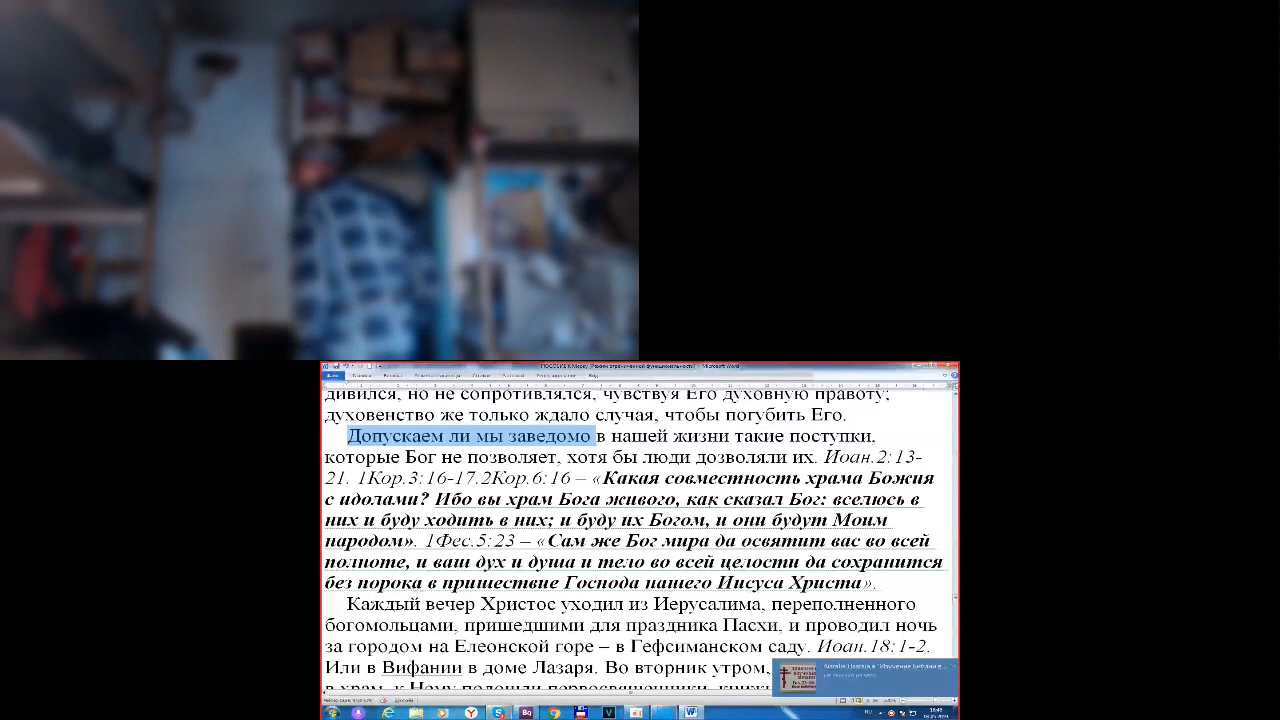 дивился, но не сопротивлялся, чувствуя Его духовную правоту;
духовенство же только ждало случая, чтобы погубить Его.
Допускаем ли мы заведомо в нашей жизни такие поступки,
которые Бог не позволяет, хотя бы люди дозволяли их. Иоан.2:13-
21. 1Кор.3:16-17.2Кор.6:16 – «Какая совместность храма Божия
с идолами? Ибо вы храм Бога живого, как сказал Бог: вселюсь в
них и буду ходить в них; и буду их Богом, и они будут Моим
народом». 1Фес.5:23 – «Сам же Бог мира да освятит вас во всей
полноте, и ваш дух и душа и тело во всей целости да сохранится
без порока в пришествие Господа нашего Иисуса Христа».
Каждый вечер Христос уходил из Иерусалима, переполненного
богомольцами, пришедшими для праздника Пасхи, и проводил ночь
за городом на Елеонской горе – в Гефсиманском саду. Иоан.18:1-2.
Или в Вифании в доме Лазаря. Во вторник утром,